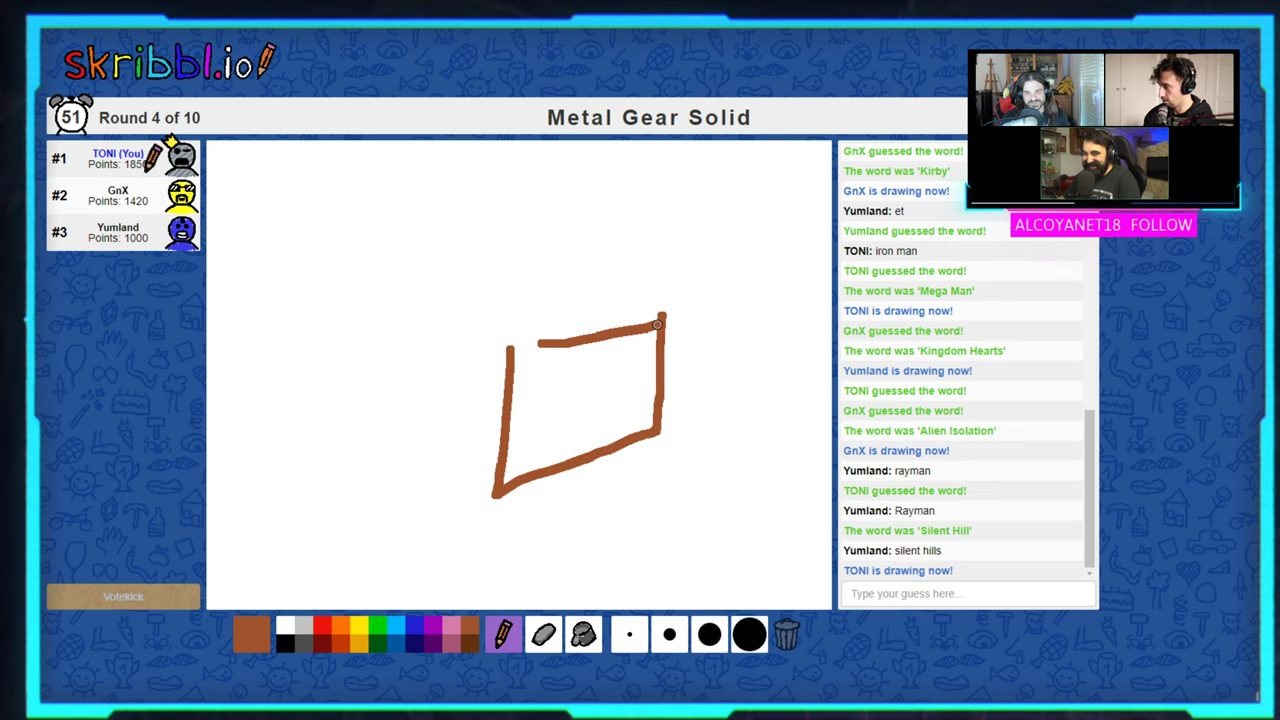 skribbl.io!
51
Round 4 of 10
Metal Gear Solid
#1
TONI (You)
Points: 1850
#2
GnX
Points: 1420
#3
Yumland
Points: 1000
Votekick
GnX guessed the word!
The word was 'Kirby'
GnX is drawing now!
Yumland: et
Yumland guessed the word!
TONI: iron man
TONI guessed the word!
The word was 'Mega Man'
TONI is drawing now!
GnX guessed the word!
The word was 'Kingdom Hearts'
Yumland is drawing now!
TONI guessed the word!
GnX guessed the word!
The word was 'Alien Isolation'
GnX is drawing now!
Yumland: rayman
TONI guessed the word!
Yumland: Rayman
The word was 'Silent Hill'
Yumland: silent hills
TONI is drawing now!
Type your guess here...
ALCOYANET18 FOLLOW